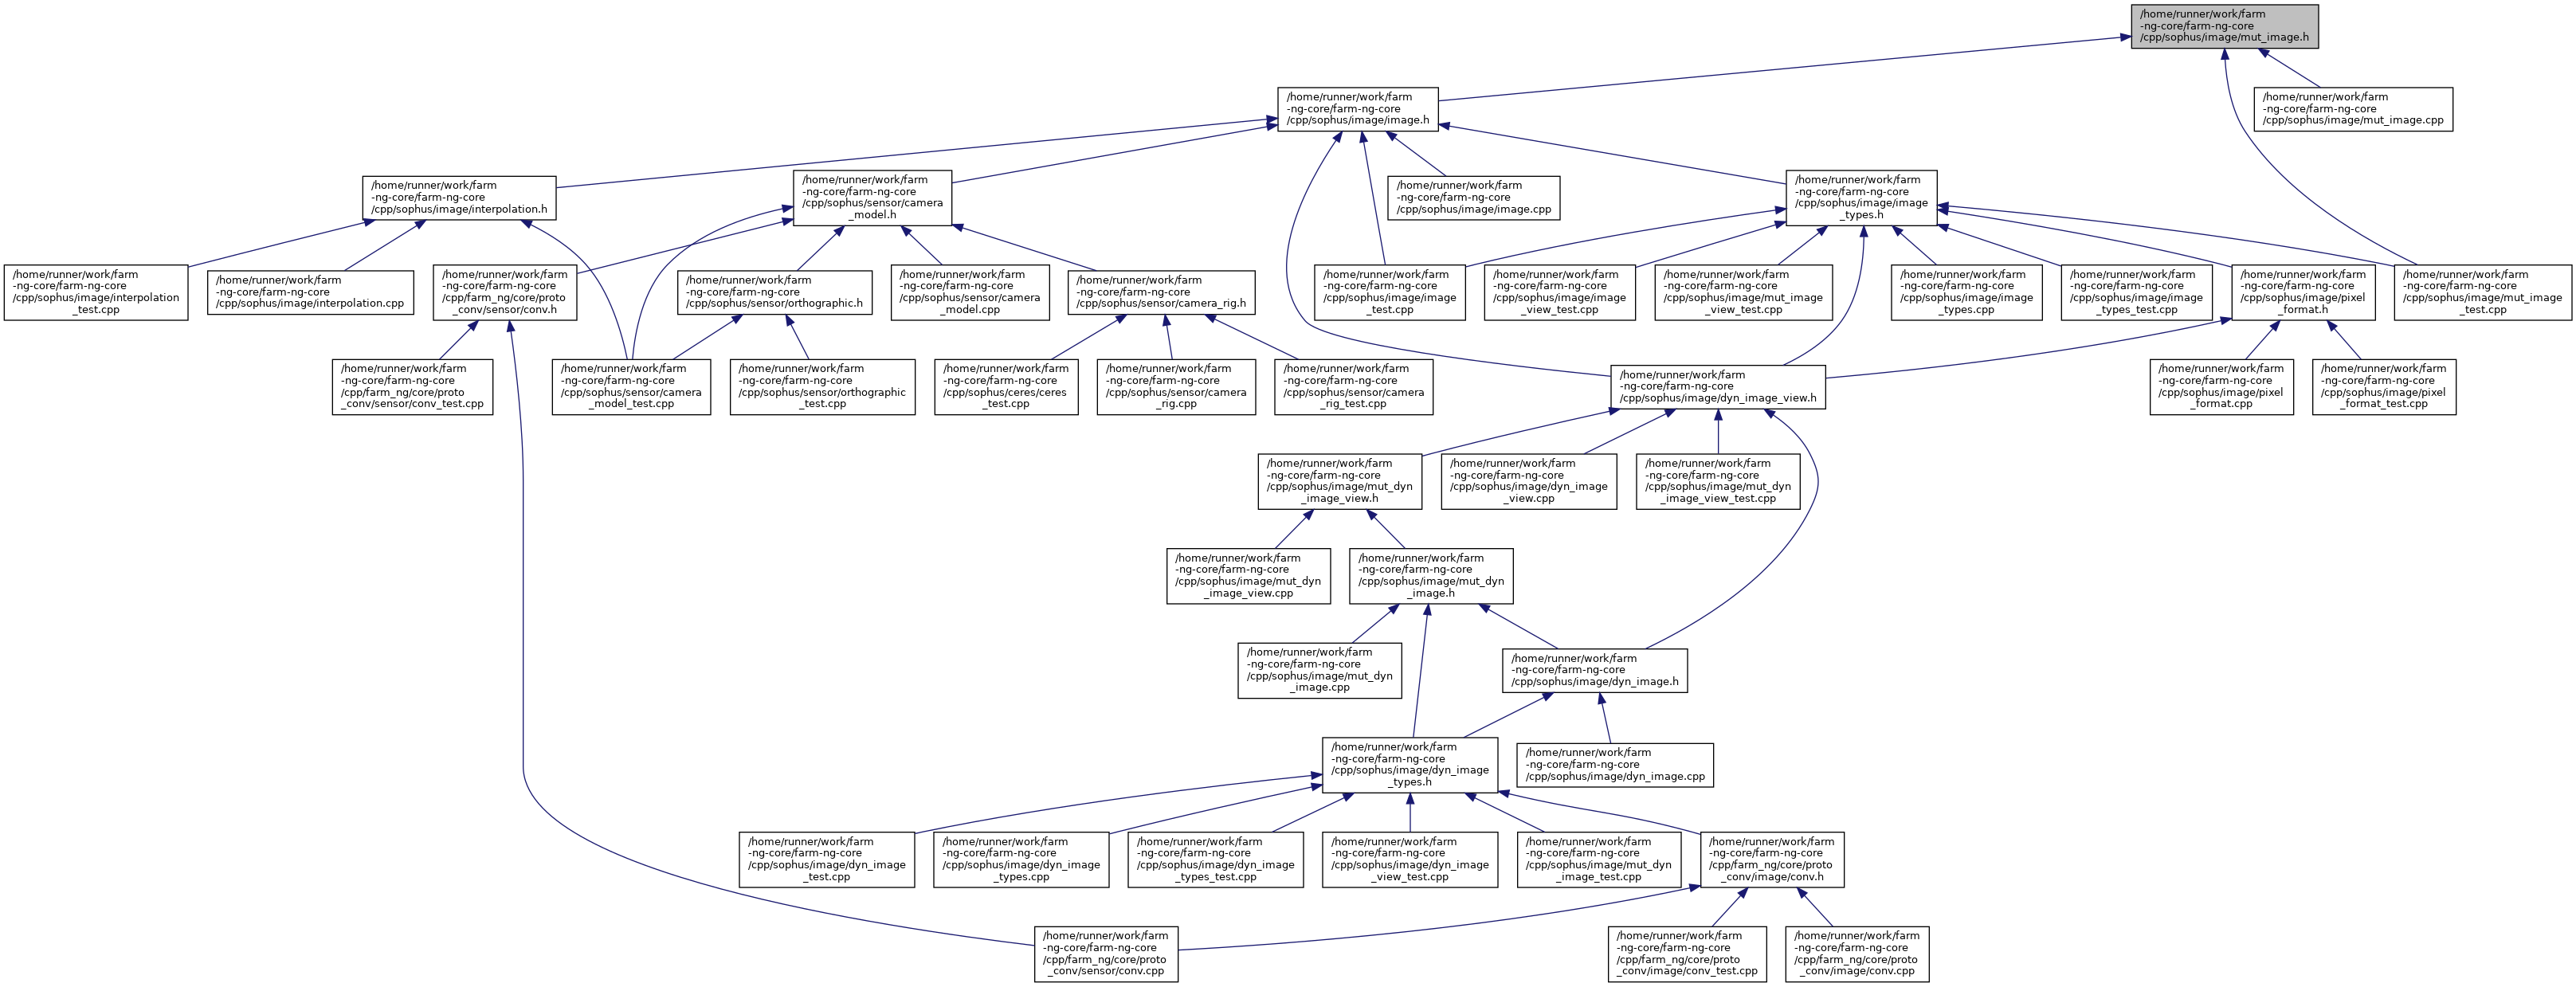 /home/runner/work/farm
-ng-core/farm-ng-core
/cpp/sophus/image/mut_image.h
/home/runner/work/farm
-ng-core/farm-ng-core
/cpp/sophus/image/image.h
/home/runner/work/farm
-ng-core/farm-ng-core
/cpp/sophus/image/mut_image.cpp
/home/runner/work/farm
-ng-core/farm-ng-core
/cpp/sophus/image/interpolation.h
/home/runner/work/farm
-ng-core/farm-ng-core
/cpp/sophus/sensor/camera
_model.h
/home/runner/work/farm
-ng-core/farm-ng-core
/cpp/sophus/image/image.cpp
/home/runner/work/farm
-ng-core/farm-ng-core
/cpp/sophus/image/image
_types.h
/home/runner/work/farm
-ng-core/farm-ng-core
/cpp/sophus/image/interpolation
_test.cpp
/home/runner/work/farm
-ng-core/farm-ng-core
/cpp/sophus/image/interpolation.cpp
/home/runner/work/farm
-ng-core/farm-ng-core
/cpp/farm_ng/core/proto
_conv/sensor/conv.h
/home/runner/work/farm
-ng-core/farm-ng-core
/cpp/sophus/sensor/orthographic.h
/home/runner/work/farm
-ng-core/farm-ng-core
/cpp/sophus/sensor/camera
_model.cpp
/home/runner/work/farm
-ng-core/farm-ng-core
/cpp/sophus/sensor/camera_rig.h
/home/runner/work/farm
-ng-core/farm-ng-core
/cpp/sophus/image/image
_test.cpp
/home/runner/work/farm
-ng-core/farm-ng-core
/cpp/sophus/image/image
_view_test.cpp
/home/runner/work/farm
-ng-core/farm-ng-core
/cpp/sophus/image/mut_image
_view_test.cpp
/home/runner/work/farm
-ng-core/farm-ng-core
/cpp/sophus/image/image
_types.cpp
/home/runner/work/farm
-ng-core/farm-ng-core
/cpp/sophus/image/image
_types_test.cpp
/home/runner/work/farm
-ng-core/farm-ng-core
/cpp/sophus/image/pixel
_format.h
/home/runner/work/farm
-ng-core/farm-ng-core
/cpp/sophus/image/mut_image
_test.cpp
/home/runner/work/farm
-ng-core/farm-ng-core
/cpp/farm_ng/core/proto
_conv/sensor/conv_test.cpp
/home/runner/work/farm
-ng-core/farm-ng-core
/cpp/sophus/sensor/camera
_model_test.cpp
/home/runner/work/farm
-ng-core/farm-ng-core
/cpp/sophus/sensor/orthographic
_test.cpp
/home/runner/work/farm
-ng-core/farm-ng-core
/cpp/sophus/ceres/ceres
_test.cpp
/home/runner/work/farm
-ng-core/farm-ng-core
/cpp/sophus/sensor/camera
_rig.cpp
/home/runner/work/farm
-ng-core/farm-ng-core
/cpp/sophus/sensor/camera
_rig_test.cpp
/home/runner/work/farm
-ng-core/farm-ng-core
/cpp/sophus/image/dyn_image_view.h
/home/runner/work/farm
-ng-core/farm-ng-core
/cpp/sophus/image/pixel
_format.cpp
/home/runner/work/farm
-ng-core/farm-ng-core
/cpp/sophus/image/pixel
_format_test.cpp
/home/runner/work/farm
-ng-core/farm-ng-core
/cpp/sophus/image/mut_dyn
_image_view.h
/home/runner/work/farm
-ng-core/farm-ng-core
/cpp/sophus/image/dyn_image
_view.cpp
/home/runner/work/farm
-ng-core/farm-ng-core
/cpp/sophus/image/mut_dyn
_image_view_test.cpp
/home/runner/work/farm
-ng-core/farm-ng-core
/cpp/sophus/image/mut_dyn
_image_view.cpp
/home/runner/work/farm
-ng-core/farm-ng-core
/cpp/sophus/image/mut_dyn
_image.h
/home/runner/work/farm
-ng-core/farm-ng-core
/cpp/sophus/image/mut_dyn
_image.cpp
/home/runner/work/farm
-ng-core/farm-ng-core
/cpp/sophus/image/dyn_image.h
/home/runner/work/farm
-ng-core/farm-ng-core
/cpp/sophus/image/dyn_image
_types.h
/home/runner/work/farm
-ng-core/farm-ng-core
/cpp/sophus/image/dyn_image.cpp
/home/runner/work/farm
-ng-core/farm-ng-core
/cpp/sophus/image/dyn_image
_test.cpp
/home/runner/work/farm
-ng-core/farm-ng-core
/cpp/sophus/image/dyn_image
_types.cpp
/home/runner/work/farm
-ng-core/farm-ng-core
/cpp/sophus/image/dyn_image
_types_test.cpp
/home/runner/work/farm
-ng-core/farm-ng-core
/cpp/sophus/image/dyn_image
_view_test.cpp
/home/runner/work/farm
-ng-core/farm-ng-core
/cpp/sophus/image/mut_dyn
_image_test.cpp
/home/runner/work/farm
-ng-core/farm-ng-core
/cpp/farm_ng/core/proto
_conv/image/conv.h
/home/runner/work/farm
-ng-core/farm-ng-core
/cpp/farm_ng/core/proto
_conv/sensor/conv.cpp
/home/runner/work/farm
-ng-core/farm-ng-core
/cpp/farm_ng/core/proto
_conv/image/conv_test.cpp
/home/runner/work/farm
-ng-core/farm-ng-core
/cpp/farm_ng/core/proto
_conv/image/conv.cpp